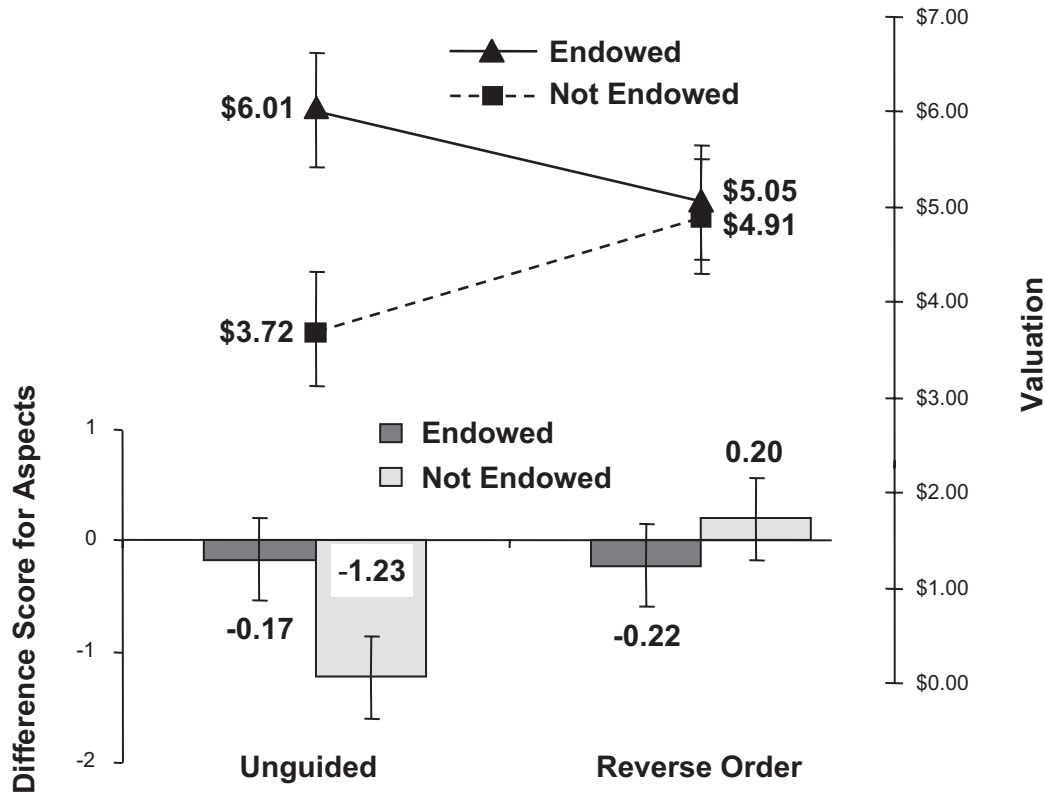 $7.00
Endowed
Not Endowed
$6.01
$6.00
$5.05
$5.00
$4.91
$4.00
$3.72
$3.00
Valuation
Difference Score for Aspects
1
Endowed
Not Endowed
0.20
$2.00
0
-1.23
$1.00
-0.17
-0.22
-1
$0.00
-2
Unguided
Reverse Order